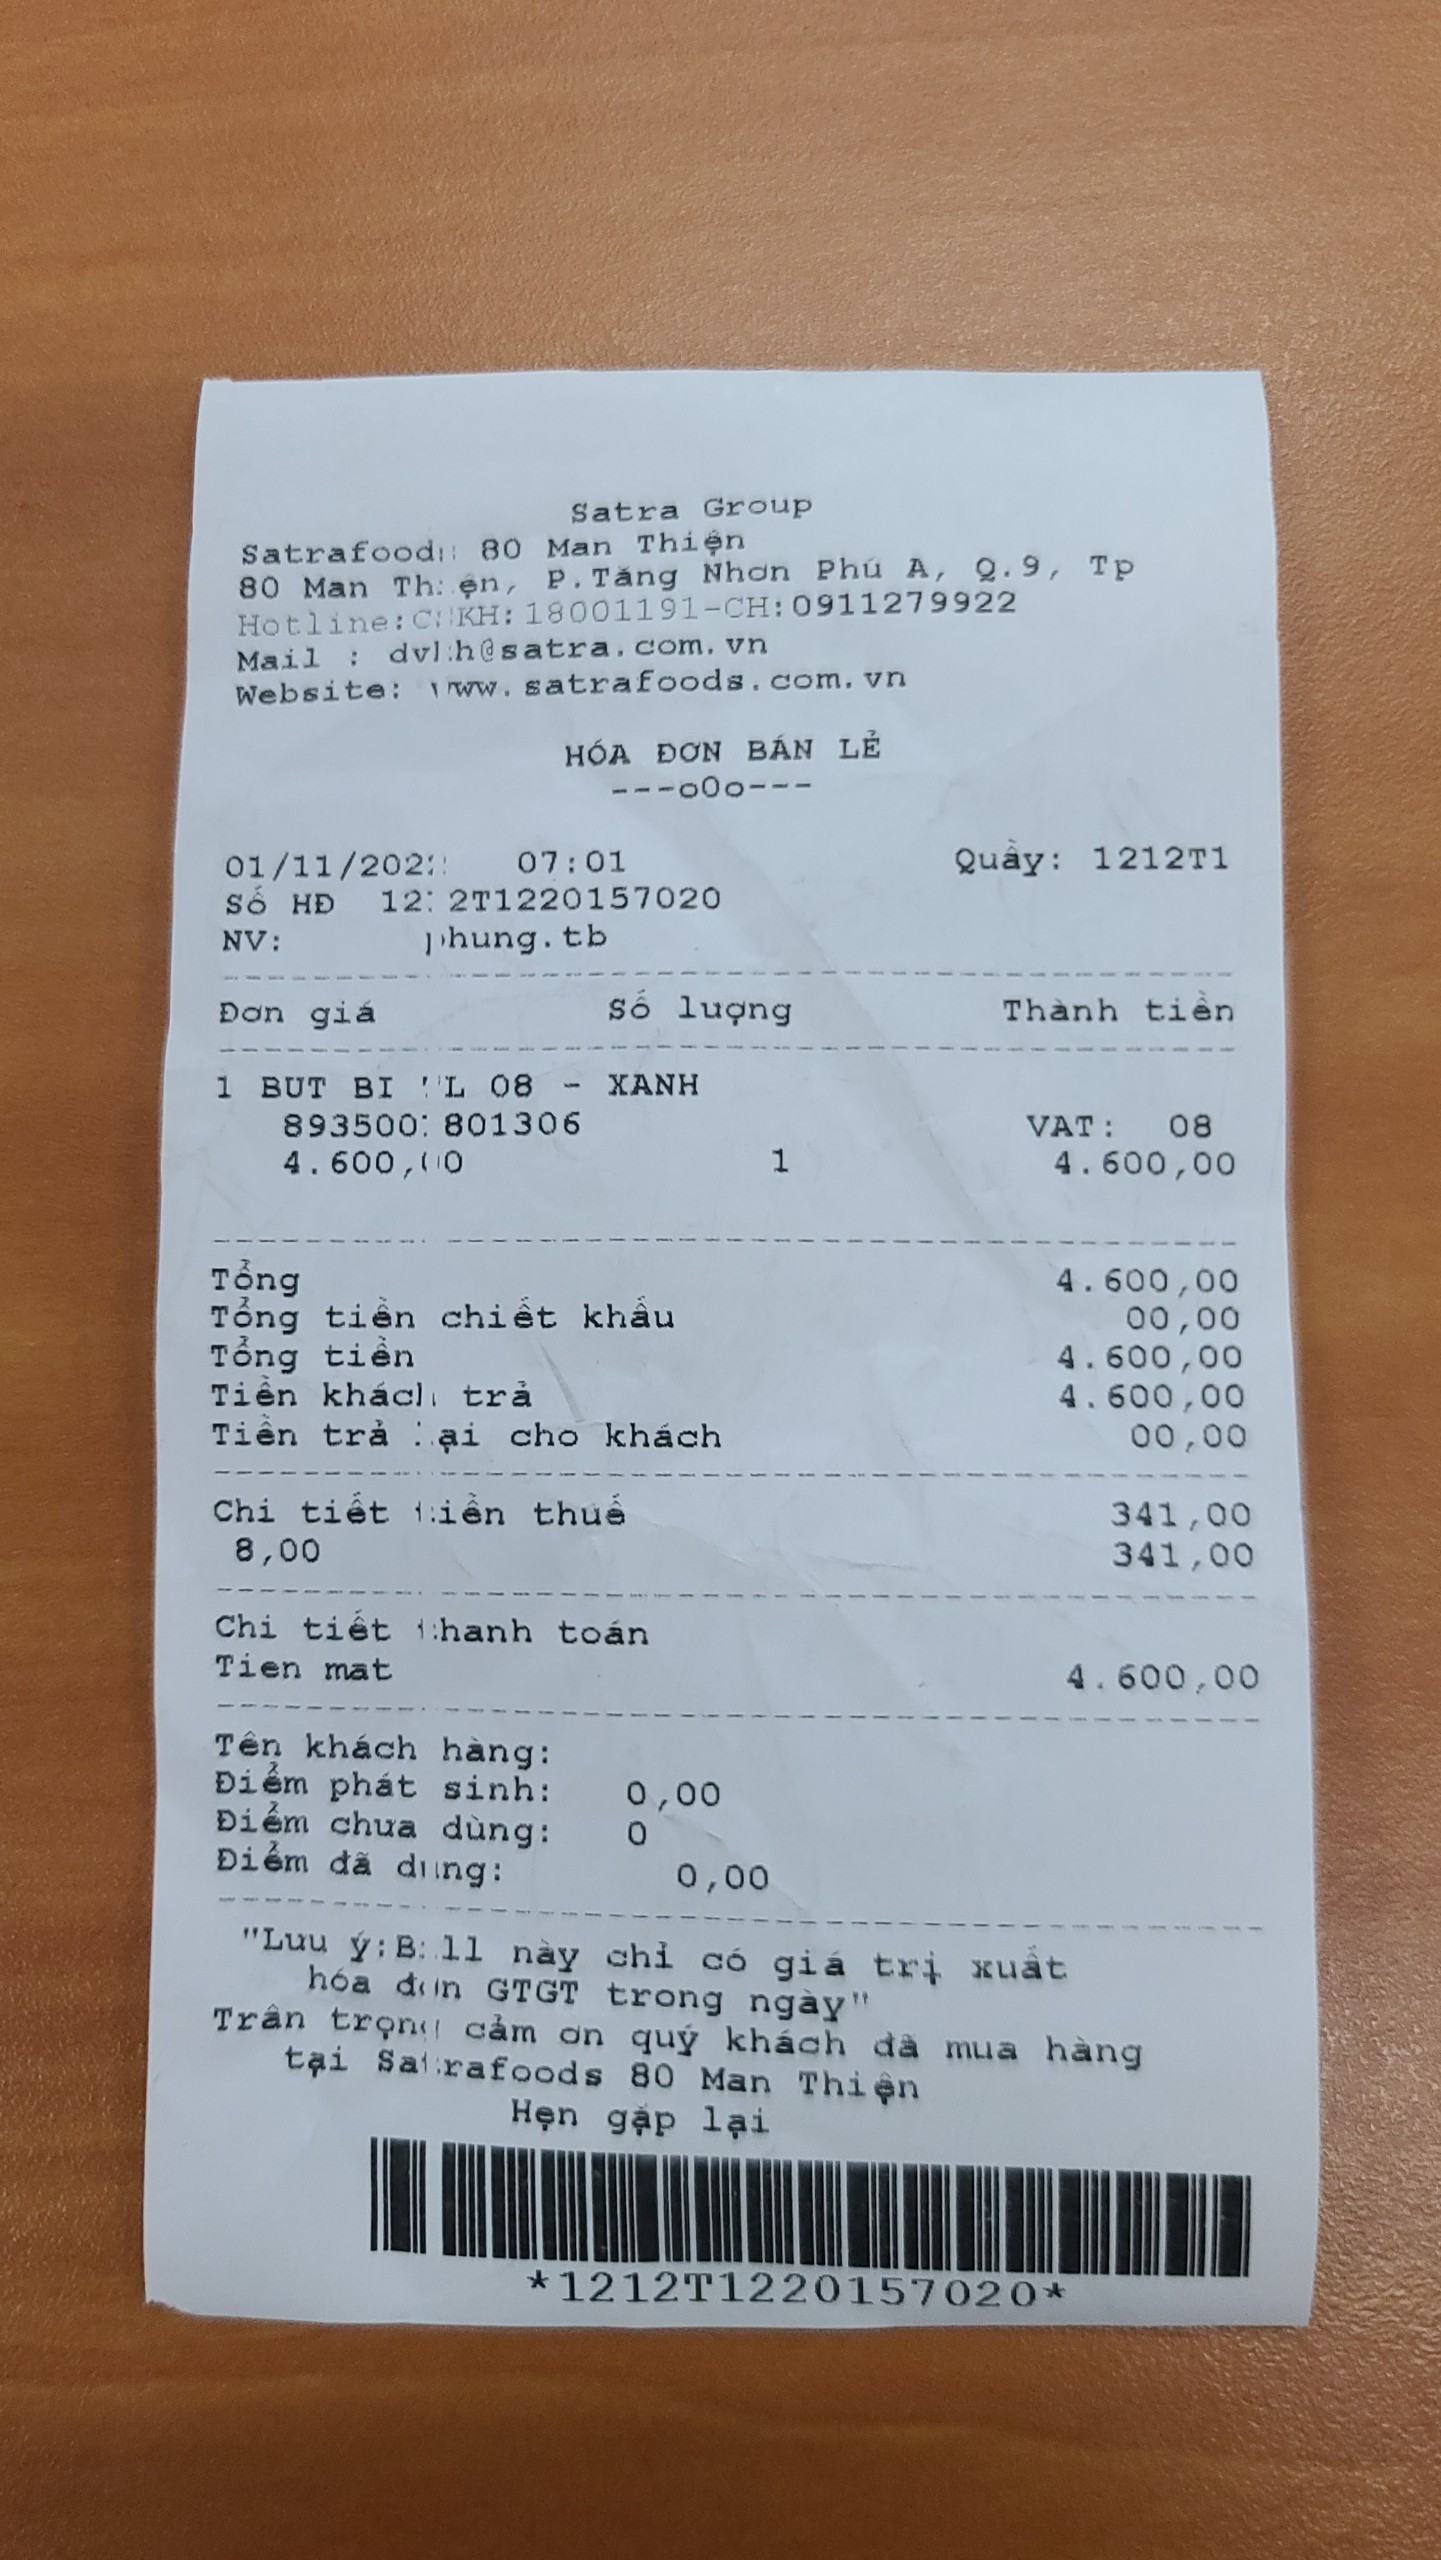 Satra Group
Satrafoods 80 Man Thiện
80 Man Thiện, P.Tăng Nhơn Phú A, Q.9, Tp
Hotline:CSKH:18001191-CH:0911279922
Mail : dvkh@satra.com.vn
Website: www.satrafoods.com.vn
HÓA ĐƠN BÁN LẺ
---oOo---
01/11/2022 07:01 Quầy: 1212T1
Số HĐ 1212T1220157020
NV: phung.tb
Đơn giá Số lượng Thành tiền
1 BUT BI TL 08 - XANH
8935001801306 VAT: 08
4.600,00 1 4.600,00
Tổng 4.600,00
Tổng tiền chiết khấu 00,00
Tổng tiền 4.600,00
Tiền khách trả 4.600,00
Tiền trả lại cho khách 00,00
Chi tiết tiền thuế 341,00
8,00 341,00
Chi tiết thanh toán
Tien mat 4.600,00
Tên khách hàng:
Điểm phát sinh: 0,00
Điểm chưa dùng: 0
Điểm đã dùng: 0,00
"Lưu ý:Bill này chỉ có giá trị xuất
hóa đơn GTGT trong ngày"
Trân trọng cảm ơn quý khách đã mua hàng
tại Satrafoods 80 Man Thiện
Hẹn gặp lại
*1212T1220157020*